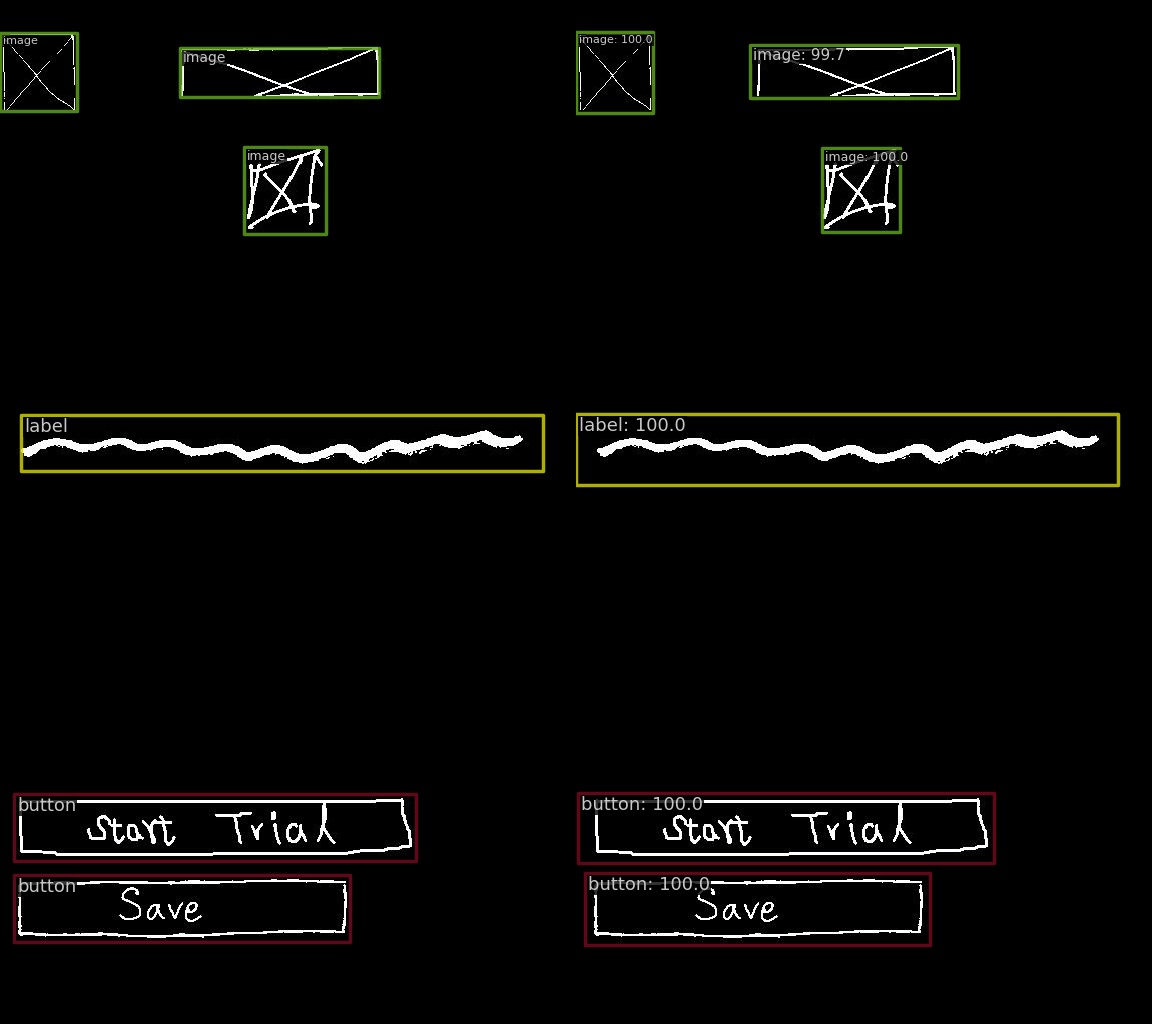 image image image: 100.0 image: 99.7
image image: 100.0
label label: 100.0
button button: 100.0
Start Trial Start Trial
button button: 100.0
Save Save